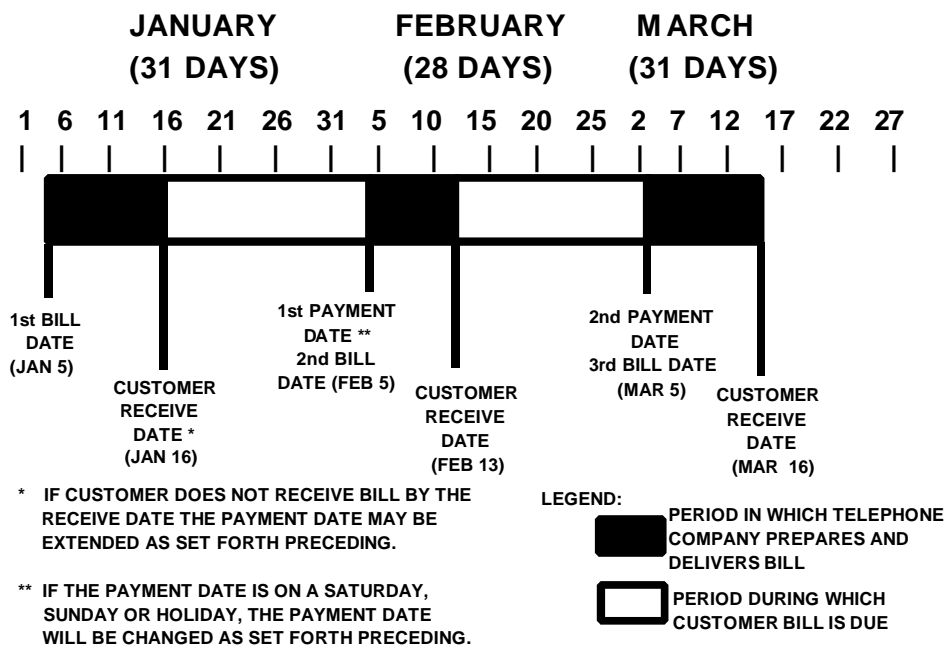 JANUARY FEBRUARY MARCH
(31 DAYS) (28 DAYS) (31 DAYS)
1 6 11 16 21 26 31 5 10 15 20 25 2 7 12 17 22 27
1st BILL
DATE
(JAN 5)
CUSTOMER
RECEIVE
DATE *
(JAN 16)
1st PAYMENT
DATE **
2nd BILL
DATE (FEB 5)
CUSTOMER
RECEIVE
DATE
(FEB 13)
2nd PAYMENT
DATE
3rd BILL DATE
(MAR 5)
CUSTOMER
RECEIVE
DATE
(MAR 16)
* IF CUSTOMER DOES NOT RECEIVE BILL BY THE
RECEIVE DATE THE PAYMENT DATE MAY BE
EXTENDED AS SET FORTH PRECEDING.
** IF THE PAYMENT DATE IS ON A SATURDAY,
SUNDAY OR HOLIDAY, THE PAYMENT DATE
WILL BE CHANGED AS SET FORTH PRECEDING.
LEGEND:
PERIOD IN WHICH TELEPHONE
COMPANY PREPARES AND
DELIVERS BILL
PERIOD DURING WHICH
CUSTOMER BILL IS DUE